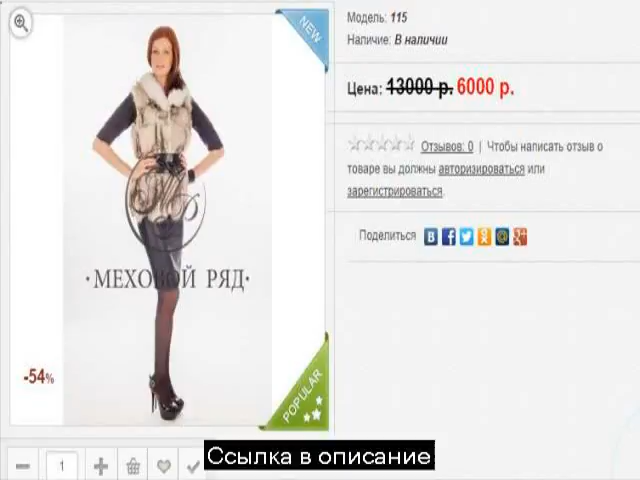 NEW
Модель: 115
Наличие: В наличии
Цена: 13000 р. 6000 р.
Отзывов: 0 | Чтобы написать отзыв о
товаре вы должны авторизироваться или
зарегистрироваться.
Поделиться
·МЕХОВОЙ РЯД·
-54%
POPULAR
1
Ссылка в описание